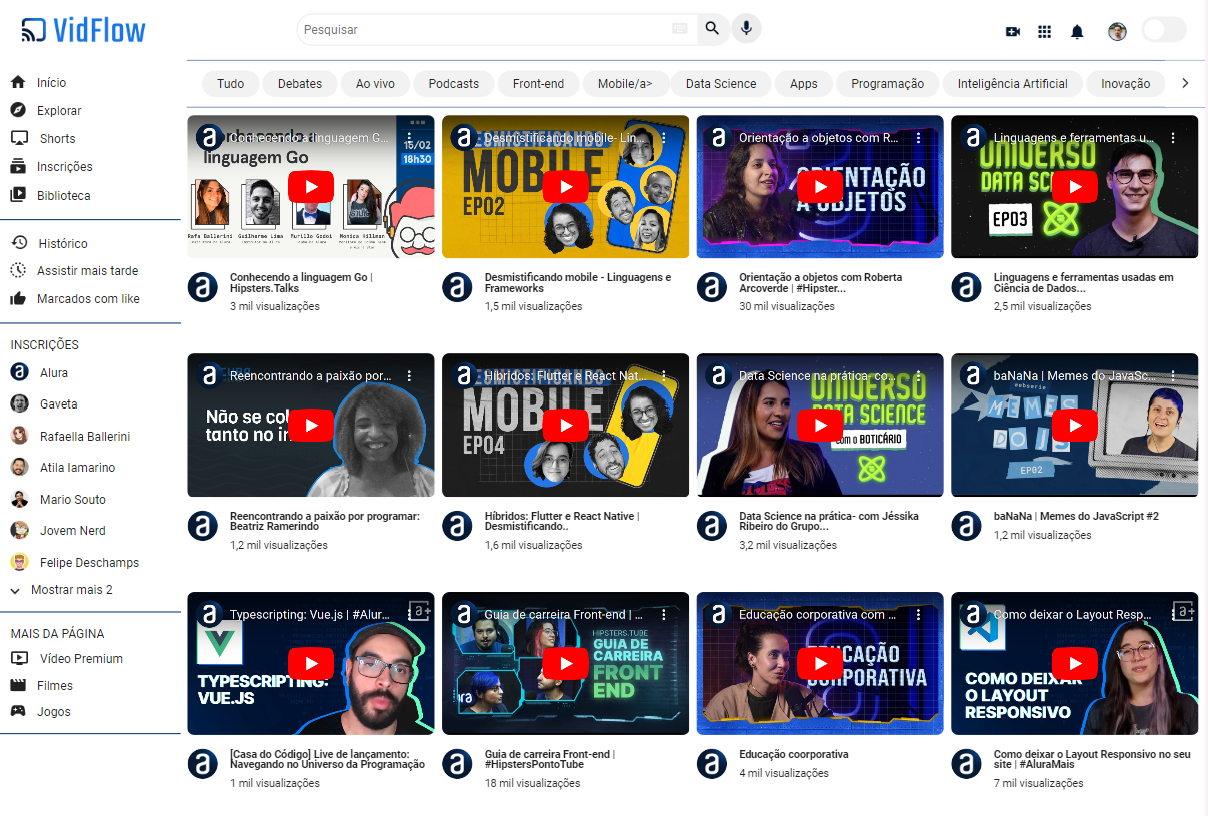 VidFlow
Pesquisar
Tudo
Debates
Ao vivo
Podcasts
Front-end
Mobile/a>
Data Science
Apps
Programação
Inteligência Artificial
Inovação
Início
Explorar
Shorts
Inscrições
Biblioteca
Histórico
Assistir mais tarde
Marcados com like
INSCRIÇÕES
Alura
Gaveta
Rafaella Ballerini
Atila Iamarino
Mario Souto
Jovem Nerd
Felipe Deschamps
Mostrar mais 2
MAIS DA PÁGINA
Vídeo Premium
Filmes
Jogos
a Conhecendo a linguagem G...
linguagem Go
15/02
18h30
Rafa Ballerini
Guilherme Lima
Murillo Godoi
Monica Hillman
a Conhecendo a linguagem Go |
Hipsters.Talks
3 mil visualizações
a Desmistificando mobile- Lin...
DESMISTIFICANDO
MOBILE
EP02
a Desmistificando mobile - Linguagens e
Frameworks
1,5 mil visualizações
a Orientação a objetos com R...
ORIENTAÇÃO
A OBJETOS
a Orientação a objetos com Roberta
Arcoverde | #Hipster...
30 mil visualizações
a Linguagens e ferramentas u...
UNIVERSO
DATA SCIENCE
EP03
a Linguagens e ferramentas usadas em
Ciência de Dados...
2,5 mil visualizações
a Reencontrando a paixão por...
Não se co
tanto no i
a Reencontrando a paixão por programar:
Beatriz Ramerindo
1,2 mil visualizações
a Híbridos: Flutter e React Nat...
DESMISTIFICANDO
MOBILE
EP04
a Híbridos: Flutter e React Native |
Desmistificando..
1,6 mil visualizações
a Data Science na prática- co...
UNIVERSO
DATA SCIENCE
com o BOTICÁRIO
a Data Science na prática- com Jéssika
Ribeiro do Grupo...
3,2 mil visualizações
a baNaNa | Memes do JavaSc...
webserie
MEMES
DO JS
EP02
a baNaNa | Memes do JavaScript #2
1,2 mil visualizações
a Typescripting: Vue.js | #Alur...
a+
TYPESCRIPTING:
VUE.JS
a [Casa do Código] Live de lançamento:
Navegando no Universo da Programação
1 mil visualizações
a Guia de carreira Front-end | ...
HIPSTERS.TUBE
GUIA DE
CARREIRA
FRONT
END
a Guia de carreira Front-end |
#HipstersPontoTube
18 mil visualizações
a Educação corporativa com ...
EDUCAÇÃO
CORPORATIVA
a Educação coorporativa
4 mil visualizações
a Como deixar o Layout Resp...
a+
COMO DEIXAR
O LAYOUT
RESPONSIVO
a Como deixar o Layout Responsivo no seu
site | #AluraMais
7 mil visualizações